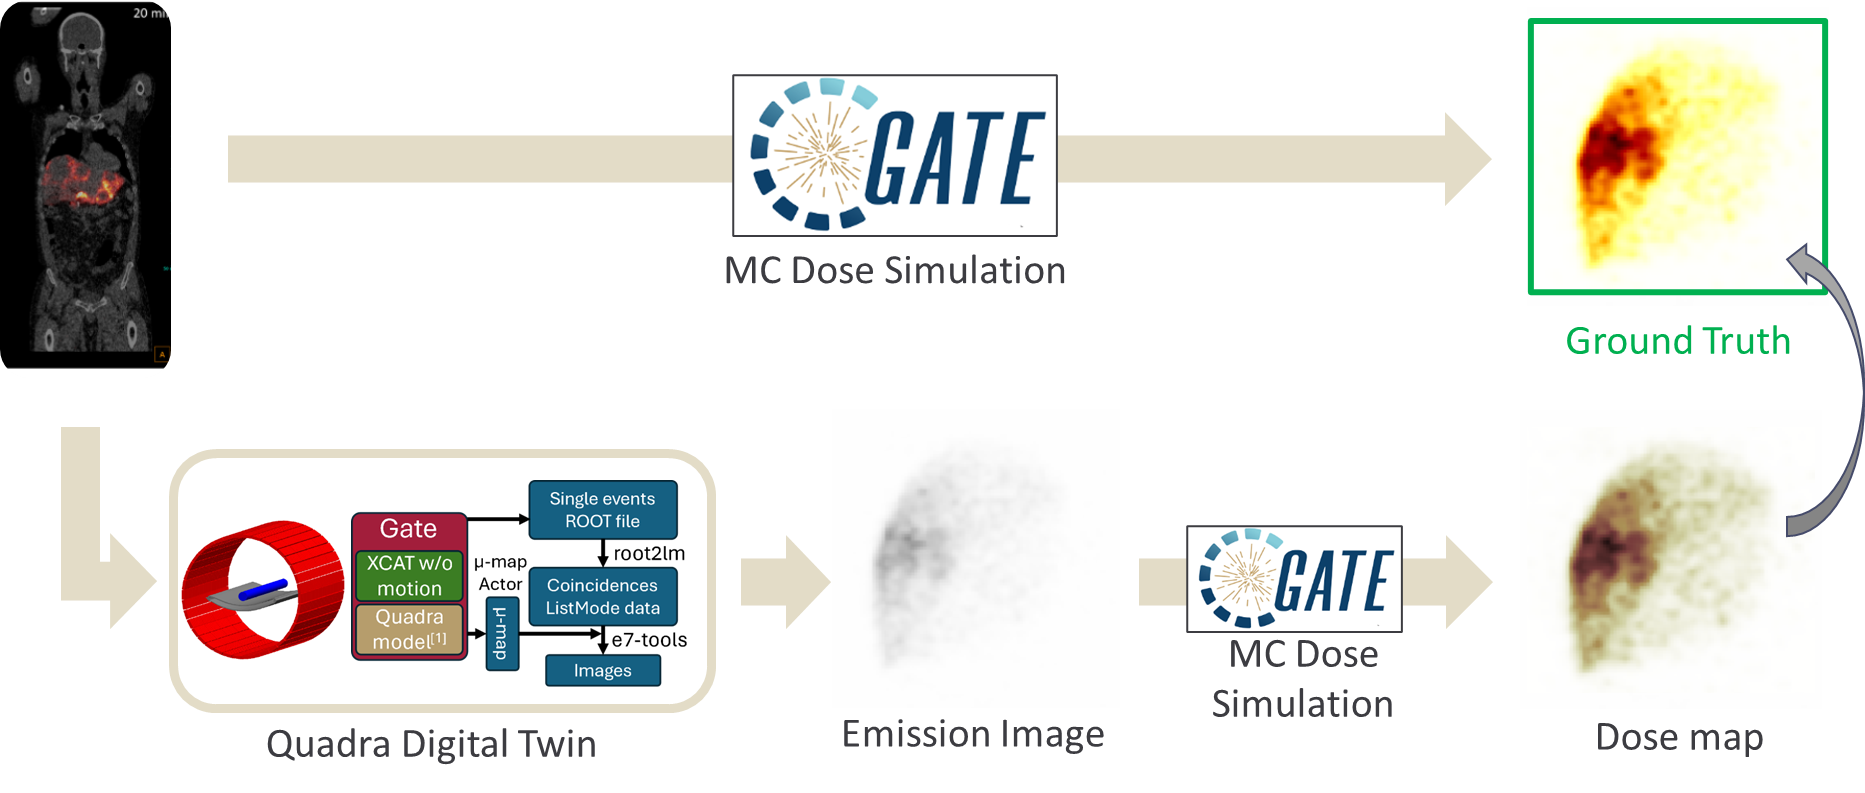 20 min
A
GATE
MC Dose Simulation
Ground Truth
Gate
XCAT w/o
motion
Quadra
model[1]
μ-map
Actor
μ-map
Single events
ROOT file
root2lm
Coincidences
ListMode data
e7-tools
Images
Quadra Digital Twin
Emission Image
GATE
MC Dose
Simulation
Dose map